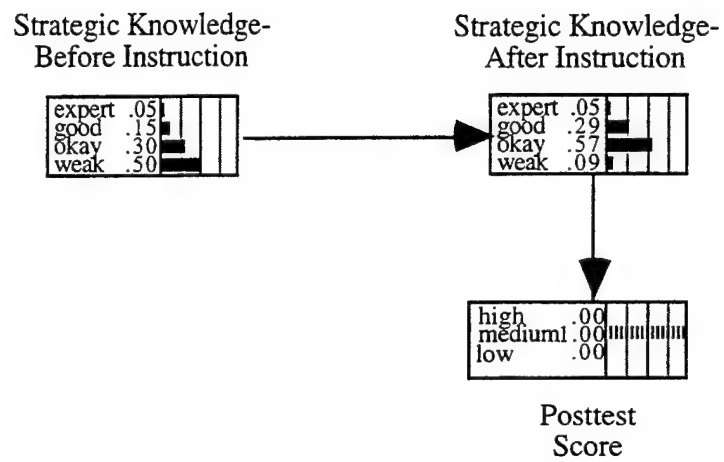 Strategic Knowledge-
Before Instruction
expert .05
good .15
okay .30
weak .50
Strategic Knowledge-
After Instruction
expert .05
good .29
okay .57
weak .09
high .00
medium1.00
low .00
Posttest
Score